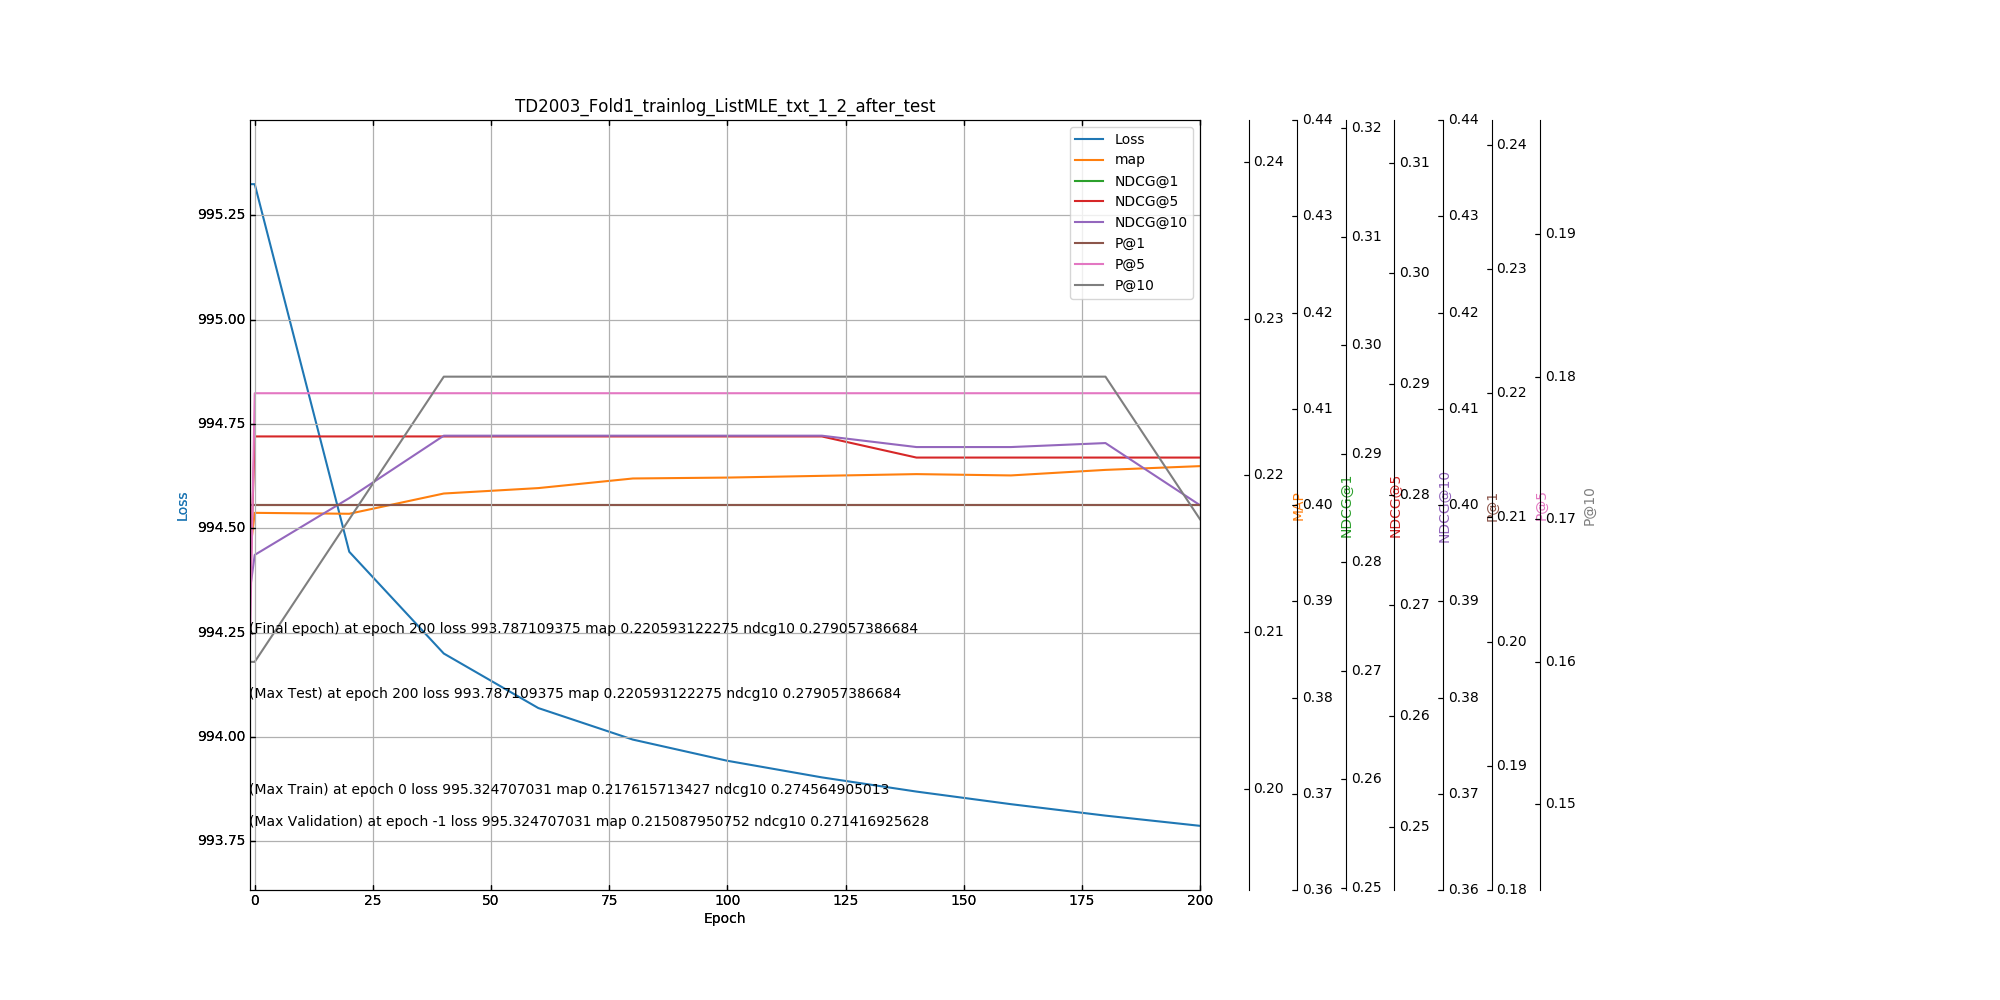 TD2003_Fold1_trainlog_ListMLE_txt_1_2_after_test
Loss
map
NDCG@1
NDCG@5
NDCG@10
P@1
P@5
P@10
995.25
995.00
994.75
994.50
994.25
994.00
993.75
Loss
(Final epoch) at epoch 200 loss 993.787109375 map 0.220593122275 ndcg10 0.279057386684
(Max Test) at epoch 200 loss 993.787109375 map 0.220593122275 ndcg10 0.279057386684
(Max Train) at epoch 0 loss 995.324707031 map 0.217615713427 ndcg10 0.274564905013
(Max Validation) at epoch -1 loss 995.324707031 map 0.215087950752 ndcg10 0.271416925628
0 25 50 75 100 125 150 175 200
Epoch
0.24
0.23
0.22
0.21
0.20
MAP
0.44
0.43
0.42
0.41
0.40
0.39
0.38
0.37
0.36
NDCG@1
0.32
0.31
0.30
0.29
0.28
0.27
0.26
0.25
NDCG@5
0.31
0.30
0.29
0.28
0.27
0.26
0.25
NDCG@10
0.44
0.43
0.42
0.41
0.40
0.39
0.38
0.37
0.36
P@1
0.24
0.23
0.22
0.21
0.20
0.19
0.18
P@5
0.19
0.18
0.17
0.16
0.15
P@10